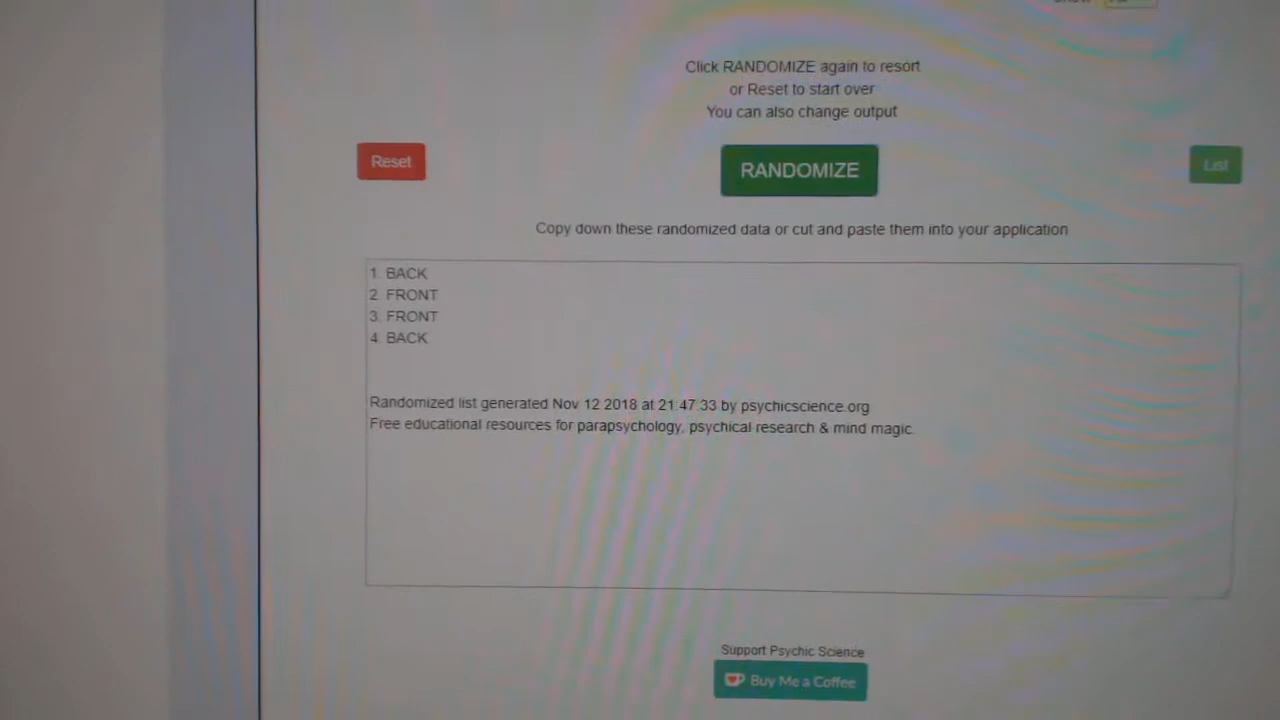 Click RANDOMIZE again to resort
or Reset to start over
You can also change output
Reset
RANDOMIZE
List
Copy down these randomized data or cut and paste them into your application
1. BACK
2. FRONT
3. FRONT
4. BACK
Randomized list generated Nov 12 2018 at 21:47:33 by psychicscience.org
Free educational resources for parapsychology, psychical research & mind magic.
Support Psychic Science
Buy Me a Coffee